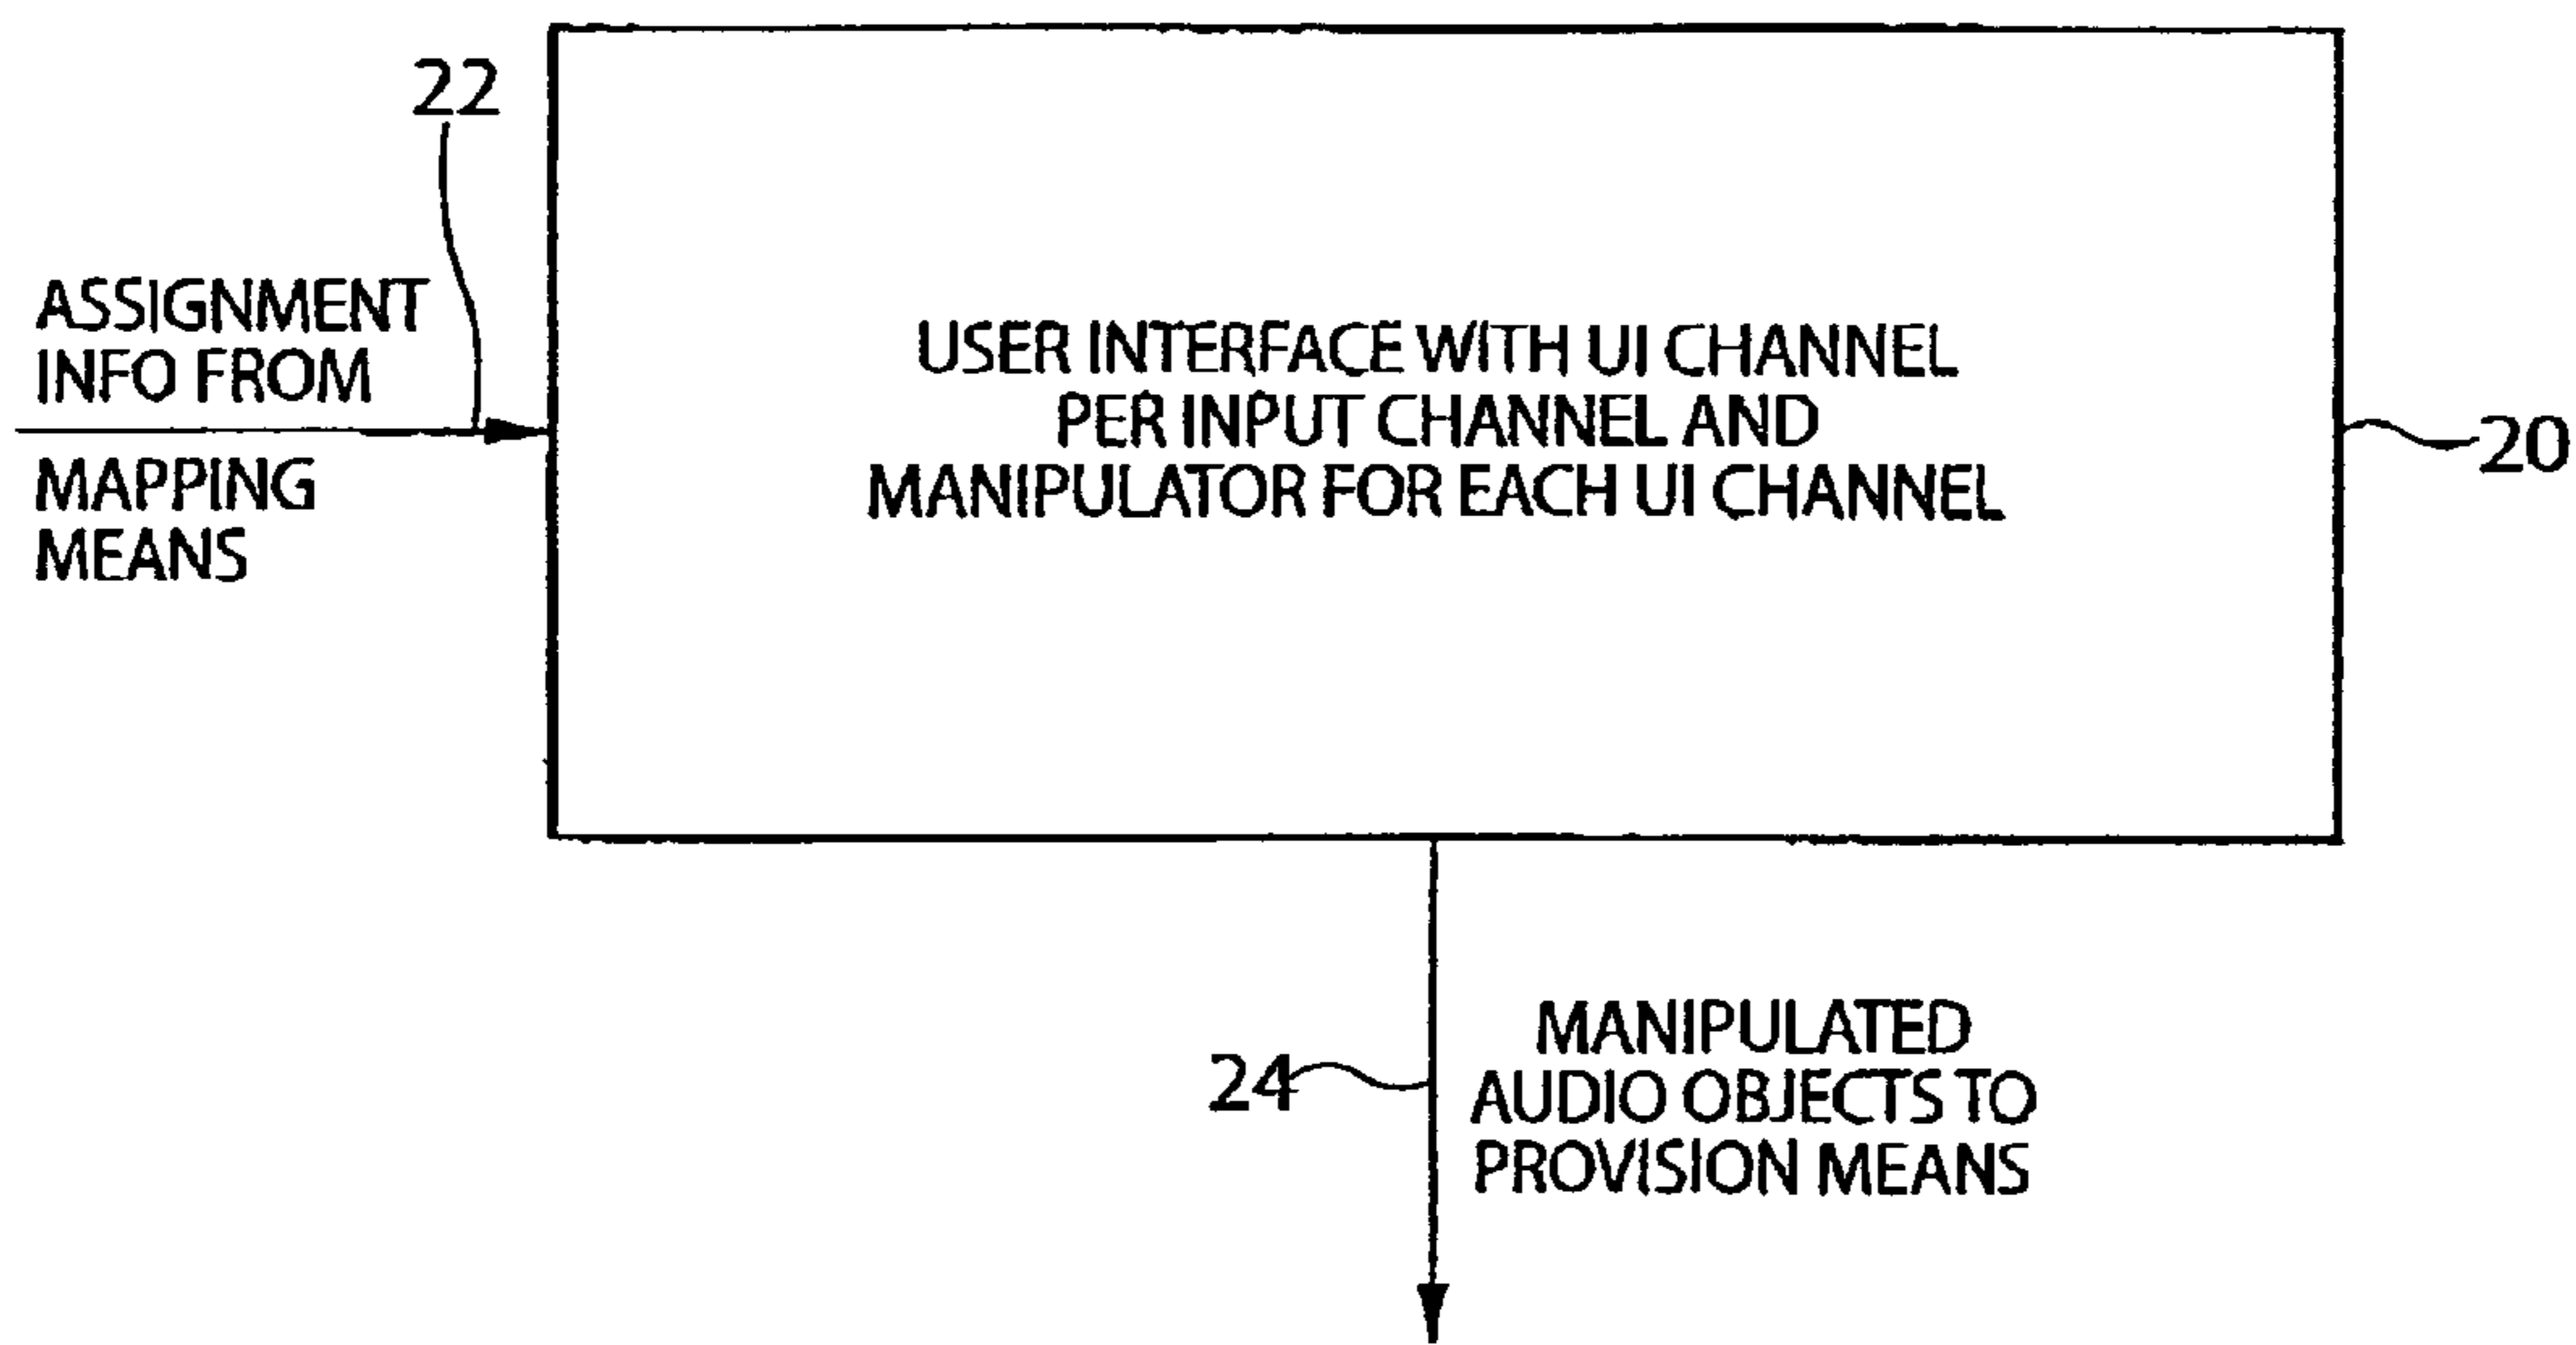 22
ASSIGNMENT
INFO FROM
MAPPING
MEANS
USER INTERFACE WITH UI CHANNEL
PER INPUT CHANNEL AND
MANIPULATOR FOR EACH UI CHANNEL
20
24
MANIPULATED
AUDIO OBJECTS TO
PROVISION MEANS